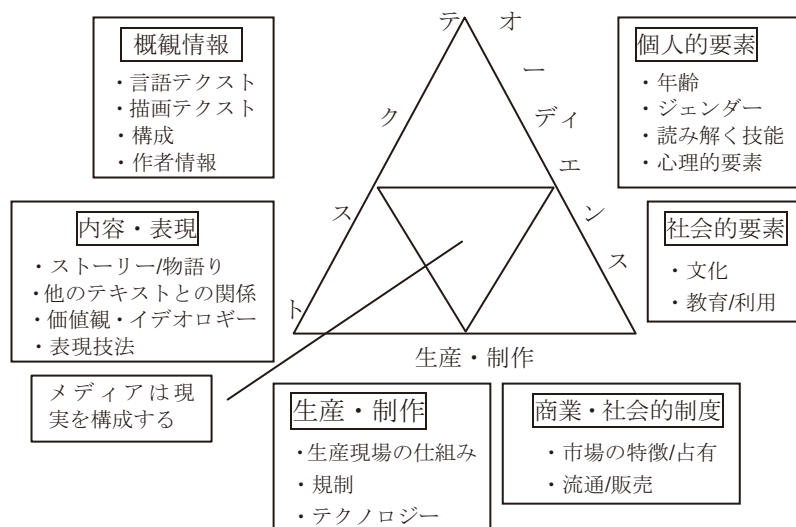 概観情報
・言語テクスト
・描画テクスト
・構成
・作者情報
テクスト
オーディエンス
個人的要素
・年齢
・ジェンダー
・読み解く技能
・心理的要素
内容・表現
・ストーリー/物語り
・他のテキストとの関係
・価値観・イデオロギー
・表現技法
社会的要素
・文化
・教育/利用
生産・制作
メディアは現
実を構成する
生産・制作
・生産現場の仕組み
・規制
・テクノロジー
商業・社会的制度
・市場の特徴/占有
・流通/販売